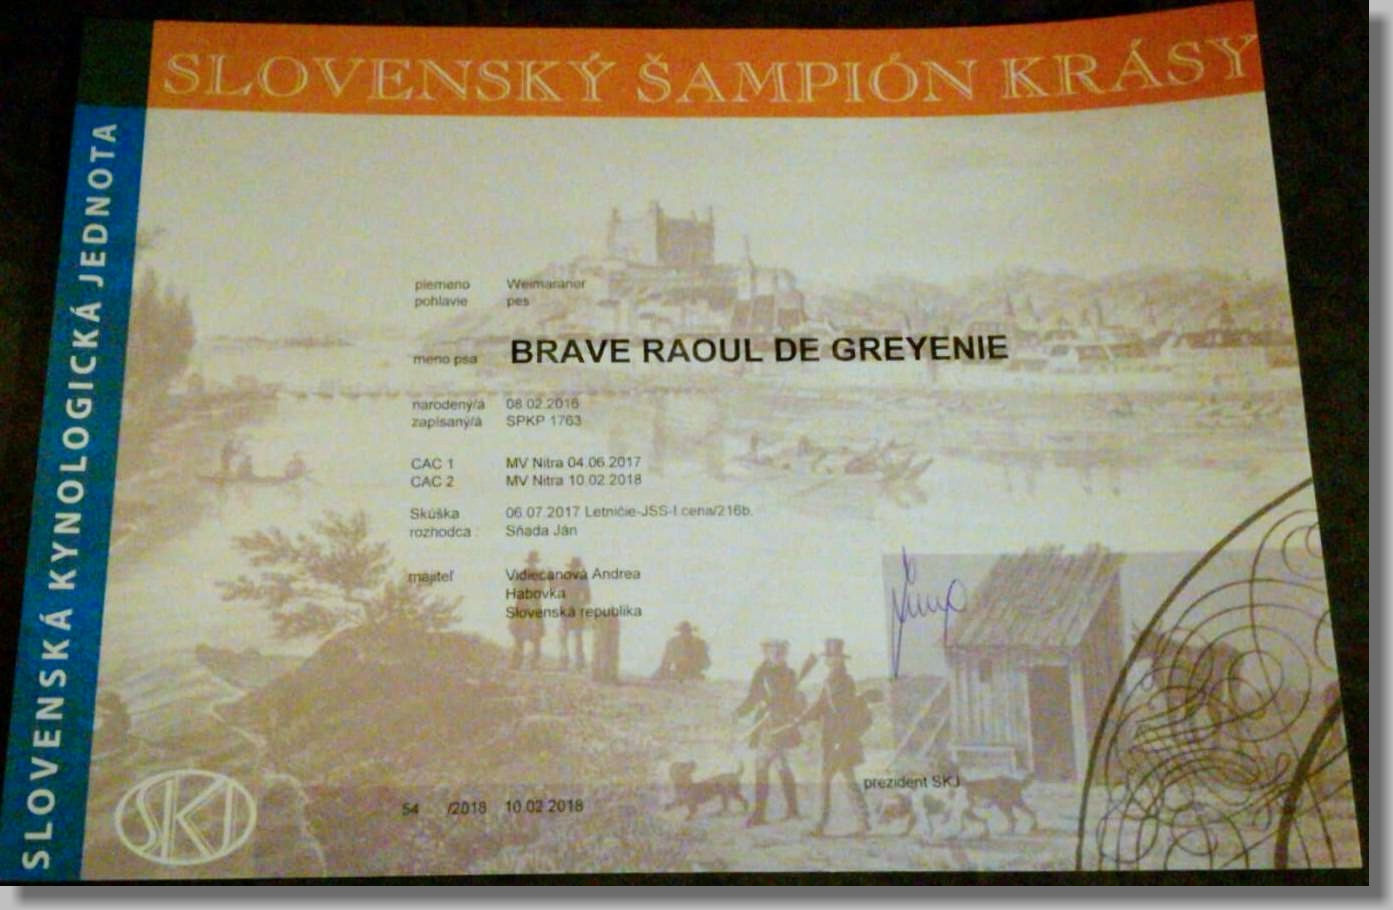 SLOVENSKÝ ŠAMPIÓN KRÁSY
SLOVENSKÁ KYNOLOGICKÁ JEDNOTA
plemeno Weimaraner
pohlavie pes
meno psa BRAVE RAOUL DE GREYENIE
narodený/á 08.02.2016
zapísaný/á SPKP 1763
CAC 1 MV Nitra 04.06.2017
CAC 2 MV Nitra 10.02.2018
Skúška 06.07.2017 Letničie-JSS-I.cena/216b.
rozhodca : Sňada Ján
majiteľ Vidiečanová Andrea
Habovka
Slovenská republika
prezident SKJ
54 /2018 10.02.2018
SKJ